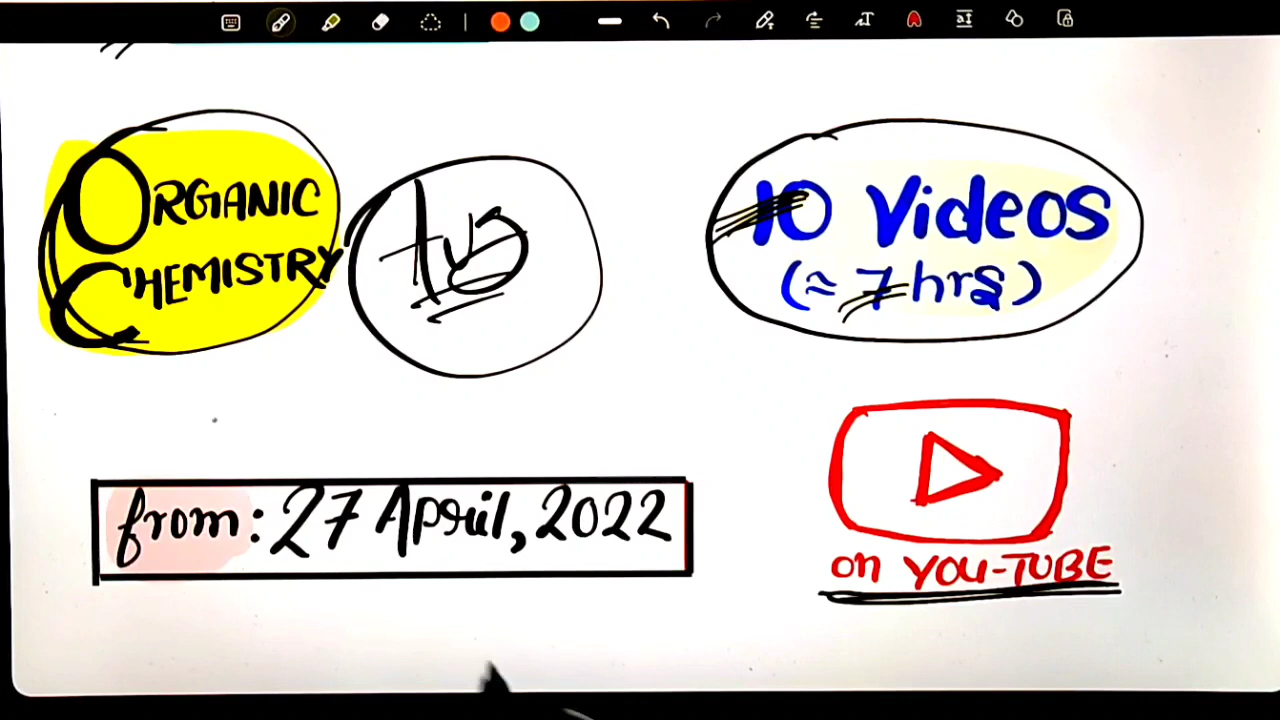 ORGANIC
CHEMISTRY
10 Videos
(≈ 7 hrs)
from: 27 April, 2022
on YOU-TUBE